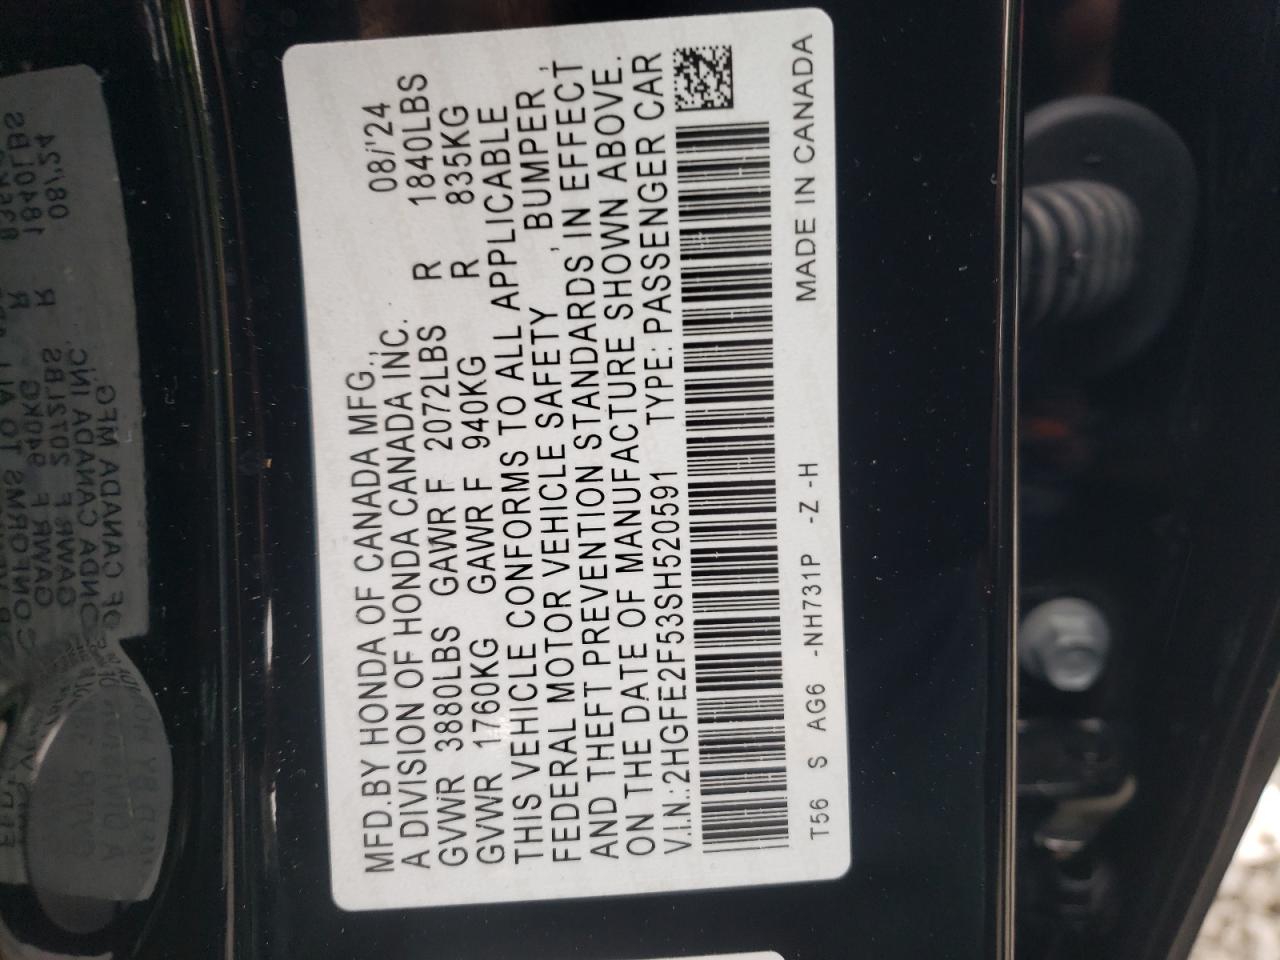 MFD.BY HONDA OF CANADA MFG., 08/'24
A DIVISION OF HONDA CANADA INC.
GVWR 3880LBS GAWR F 2072LBS R 1840LBS
GVWR 1760KG GAWR F 940KG R 835KG
THIS VEHICLE CONFORMS TO ALL APPLICABLE
FEDERAL MOTOR VEHICLE SAFETY , BUMPER ,
AND THEFT PREVENTION STANDARDS IN EFFECT
ON THE DATE OF MANUFACTURE SHOWN ABOVE.
V.I.N.:2HGFE2F53SH520591 TYPE:PASSENGER CAR
T56 S AG6 -NH731P -Z -H MADE IN CANADA